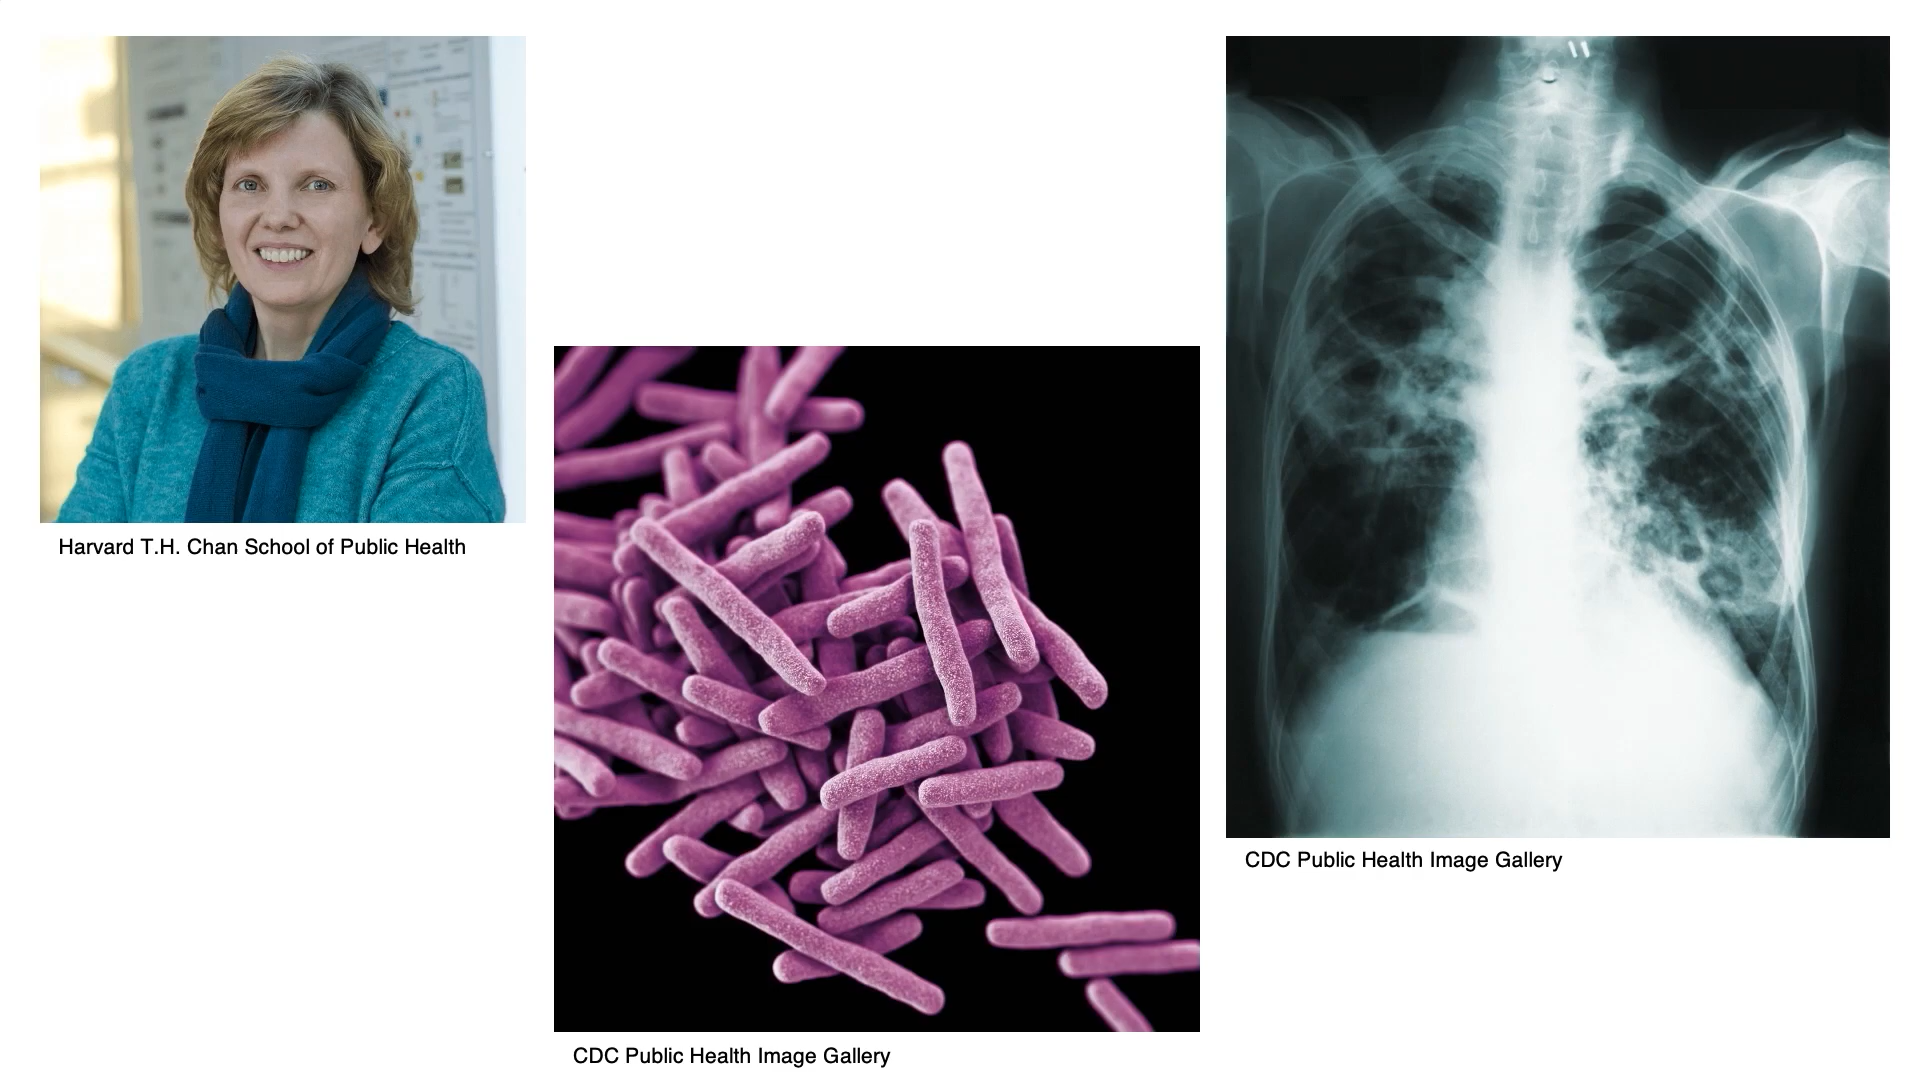 Harvard T.H. Chan School of Public Health
CDC Public Health Image Gallery
CDC Public Health Image Gallery